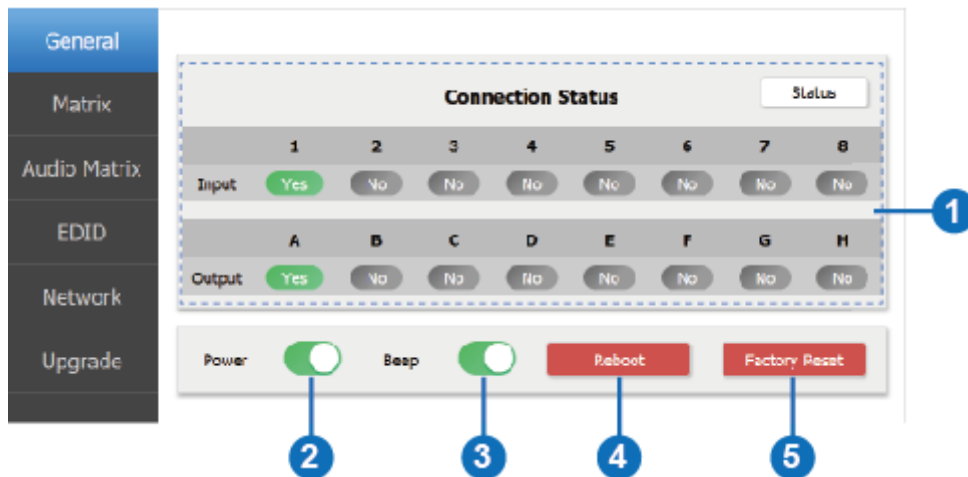 General
Matrix
Audio Matrix
EDID
Network
Upgrade
Connection Status
Status
1 2 3 4 5 6 7 8
Input Yes No No No No No No No
A B C D E F G H
Output Yes No No No No No No No
1
Power Beep Reboot Factory Reset
2 3 4 5